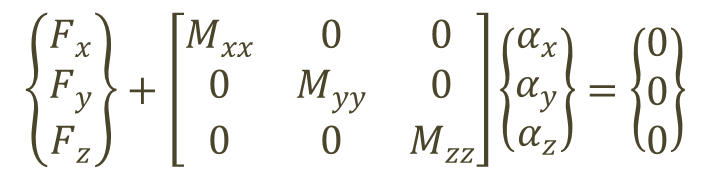 F_x M_xx 0 0 α_x 0
F_y + 0 M_yy 0 α_y = 0
F_z 0 0 M_zz α_z 0